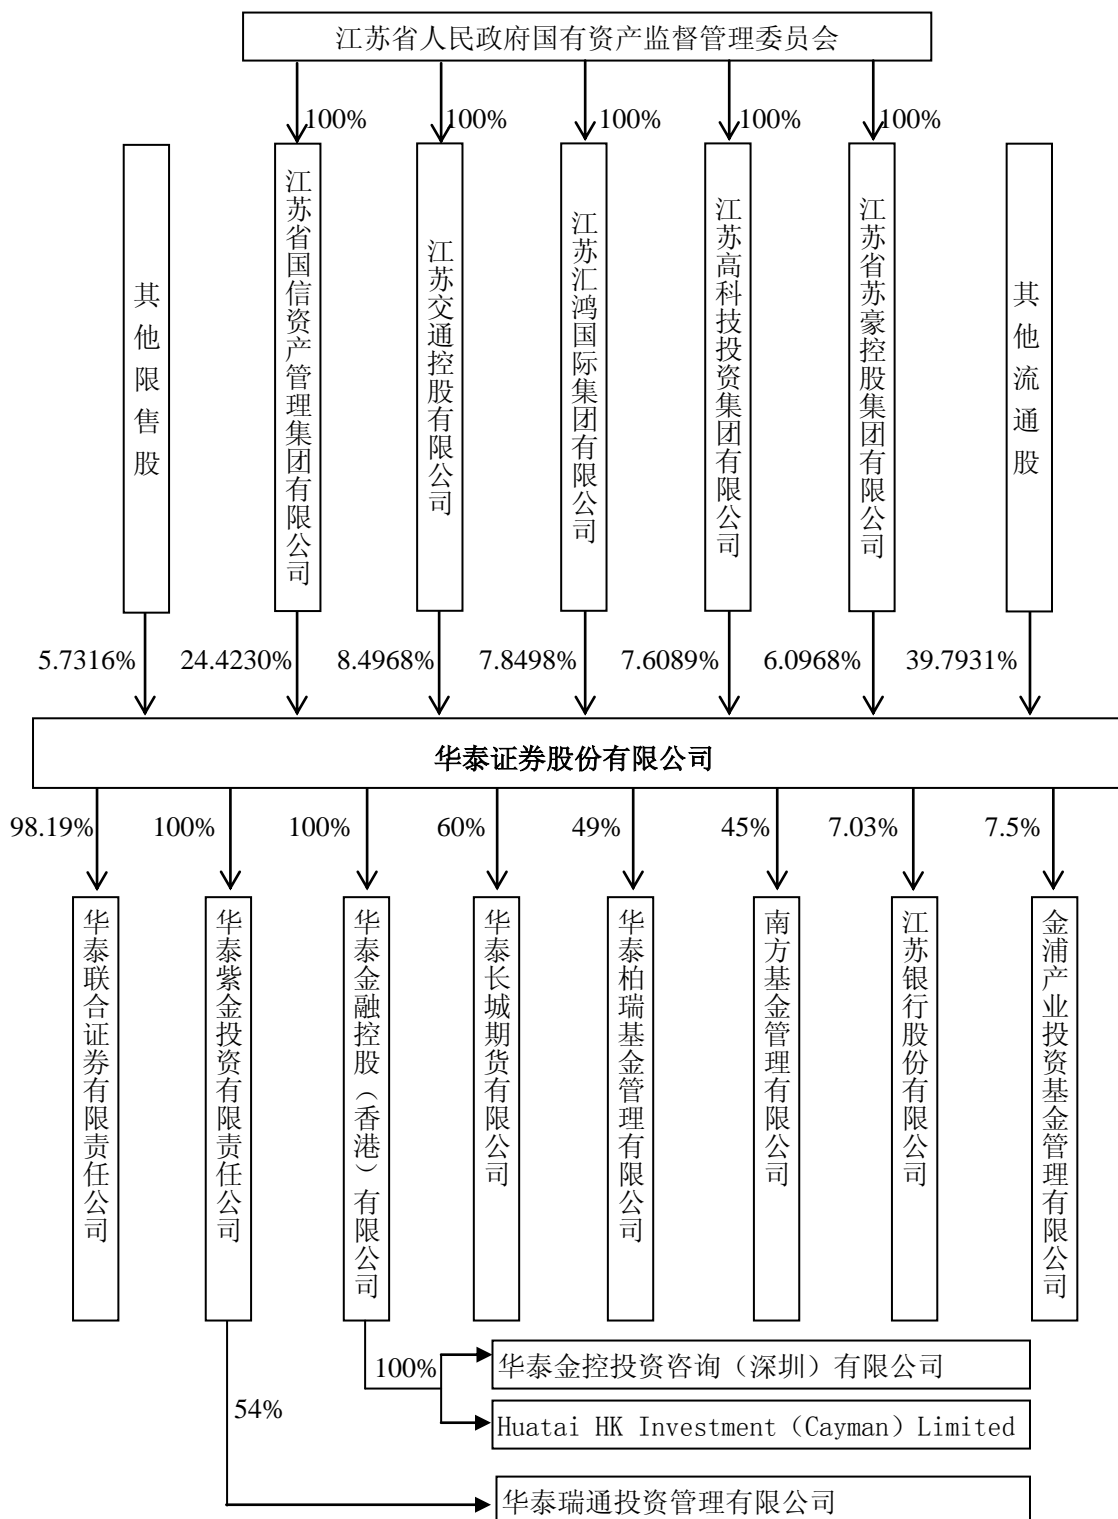 江苏省人民政府国有资产监督管理委员会
100%
100%
100%
100%
100%
其他限售股
江苏省国信资产管理集团有限公司
江苏交通控股有限公司
江苏汇鸿国际集团有限公司
江苏高科技投资集团有限公司
江苏省苏豪控股集团有限公司
其他流通股
5.7316%
24.4230%
8.4968%
7.8498%
7.6089%
6.0968%
39.7931%
华泰证券股份有限公司
98.19%
100%
100%
60%
49%
45%
7.03%
7.5%
华泰联合证券有限责任公司
华泰紫金投资有限责任公司
华泰金融控股（香港）有限公司
华泰长城期货有限公司
华泰柏瑞基金管理有限公司
南方基金管理有限公司
江苏银行股份有限公司
金浦产业投资基金管理有限公司
100%
华泰金控投资咨询（深圳）有限公司
Huatai HK Investment（Cayman）Limited
54%
华泰瑞通投资管理有限公司